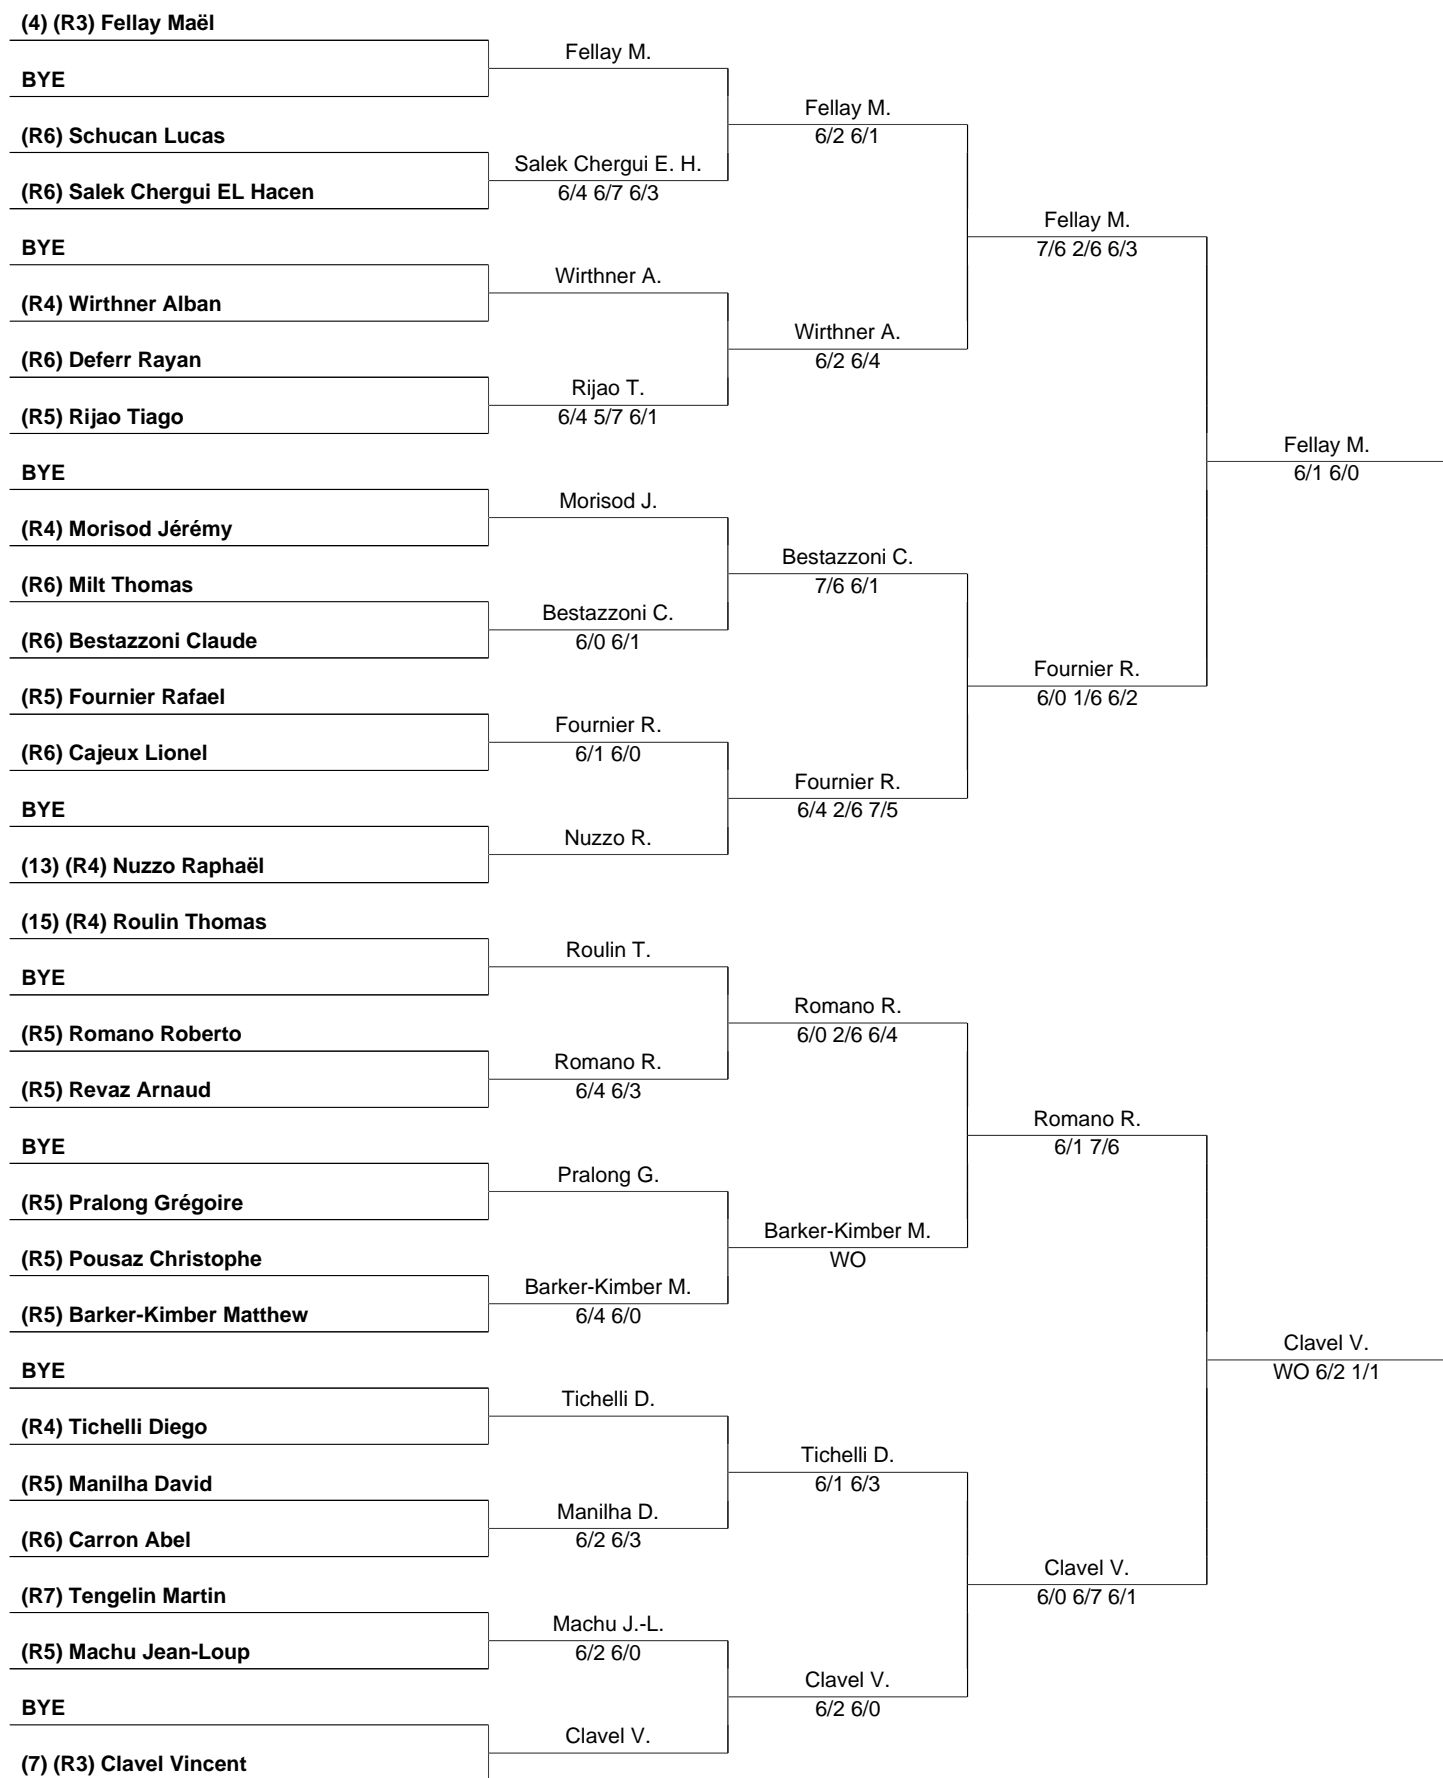 (4) (R3) Fellay Maël
Fellay M.
BYE
Fellay M.
6/2 6/1
(R6) Schucan Lucas
Salek Chergui E. H.
6/4 6/7 6/3
(R6) Salek Chergui EL Hacen
Fellay M.
7/6 2/6 6/3
BYE
Wirthner A.
(R4) Wirthner Alban
Wirthner A.
6/2 6/4
(R6) Deferr Rayan
Rijao T.
6/4 5/7 6/1
(R5) Rijao Tiago
Fellay M.
6/1 6/0
BYE
Morisod J.
(R4) Morisod Jérémy
Bestazzoni C.
7/6 6/1
(R6) Milt Thomas
Bestazzoni C.
6/0 6/1
(R6) Bestazzoni Claude
Fournier R.
6/0 1/6 6/2
(R5) Fournier Rafael
Fournier R.
6/1 6/0
(R6) Cajeux Lionel
Fournier R.
6/4 2/6 7/5
BYE
Nuzzo R.
(13) (R4) Nuzzo Raphaël
(15) (R4) Roulin Thomas
Roulin T.
BYE
Romano R.
6/0 2/6 6/4
(R5) Romano Roberto
Romano R.
6/4 6/3
(R5) Revaz Arnaud
Romano R.
6/1 7/6
BYE
Pralong G.
(R5) Pralong Grégoire
Barker-Kimber M.
WO
(R5) Pousaz Christophe
Barker-Kimber M.
6/4 6/0
(R5) Barker-Kimber Matthew
Clavel V.
WO 6/2 1/1
BYE
Tichelli D.
(R4) Tichelli Diego
Tichelli D.
6/1 6/3
(R5) Manilha David
Manilha D.
6/2 6/3
(R6) Carron Abel
Clavel V.
6/0 6/7 6/1
(R7) Tengelin Martin
Machu J.-L.
6/2 6/0
(R5) Machu Jean-Loup
Clavel V.
6/2 6/0
BYE
Clavel V.
(7) (R3) Clavel Vincent